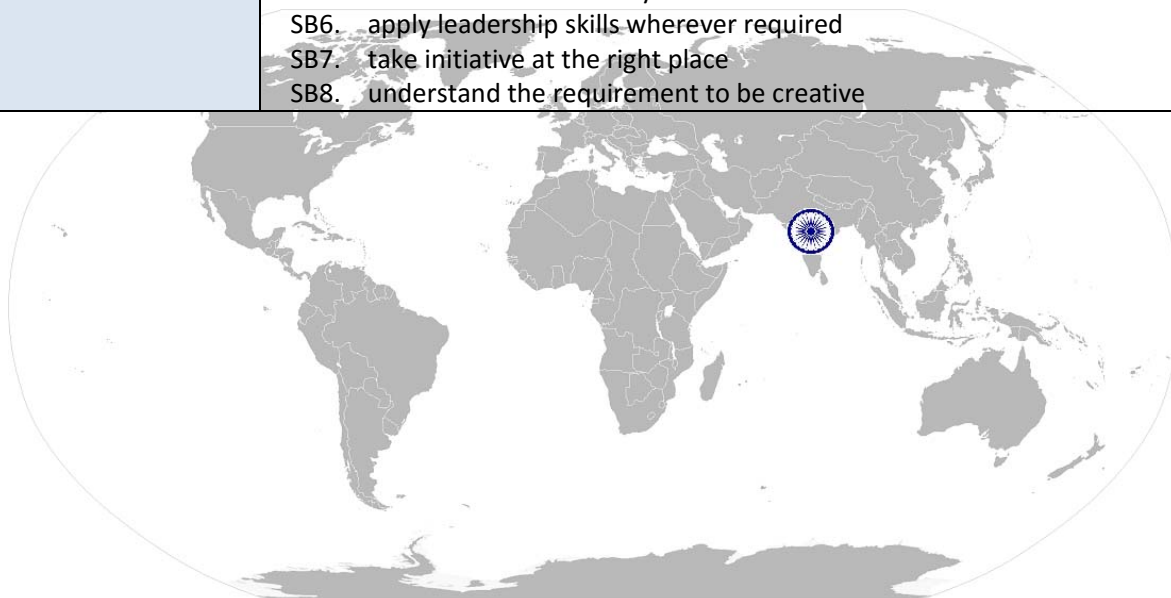 SB6. apply leadership skills wherever required
SB7. take initiative at the right place
SB8. understand the requirement to be creative